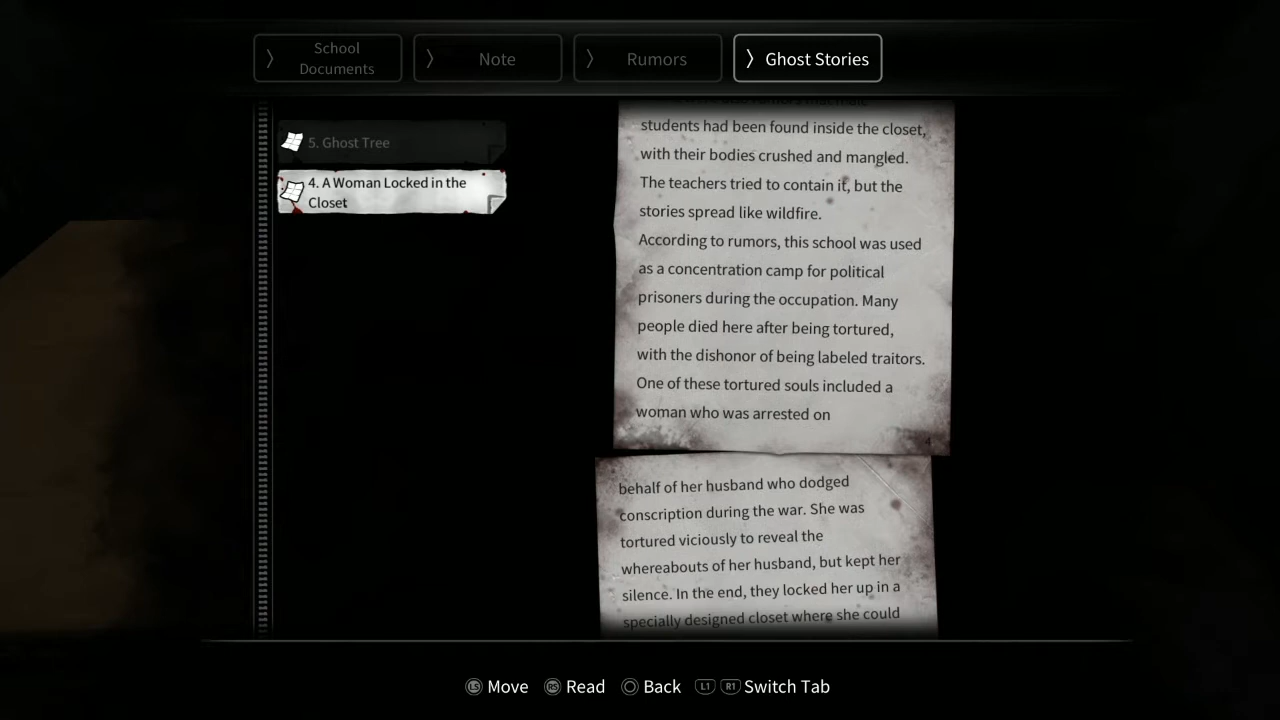 School
Documents
Note
Rumors
Ghost Stories
5. Ghost Tree
4. A Woman Locked in the
Closet
students had been found inside the closet,
with their bodies crushed and mangled.
The teachers tried to contain it, but the
stories spread like wildfire.
According to rumors, this school was used
as a concentration camp for political
prisoners during the occupation. Many
people died here after being tortured,
with the dishonor of being labeled traitors.
One of these tortured souls included a
woman who was arrested on
behalf of her husband who dodged
conscription during the war. She was
tortured viciously to reveal the
whereabouts of her husband, but kept her
silence. In the end, they locked her up in a
specially designed closet where she could
LS Move RS Read Back L1 R1 Switch Tab